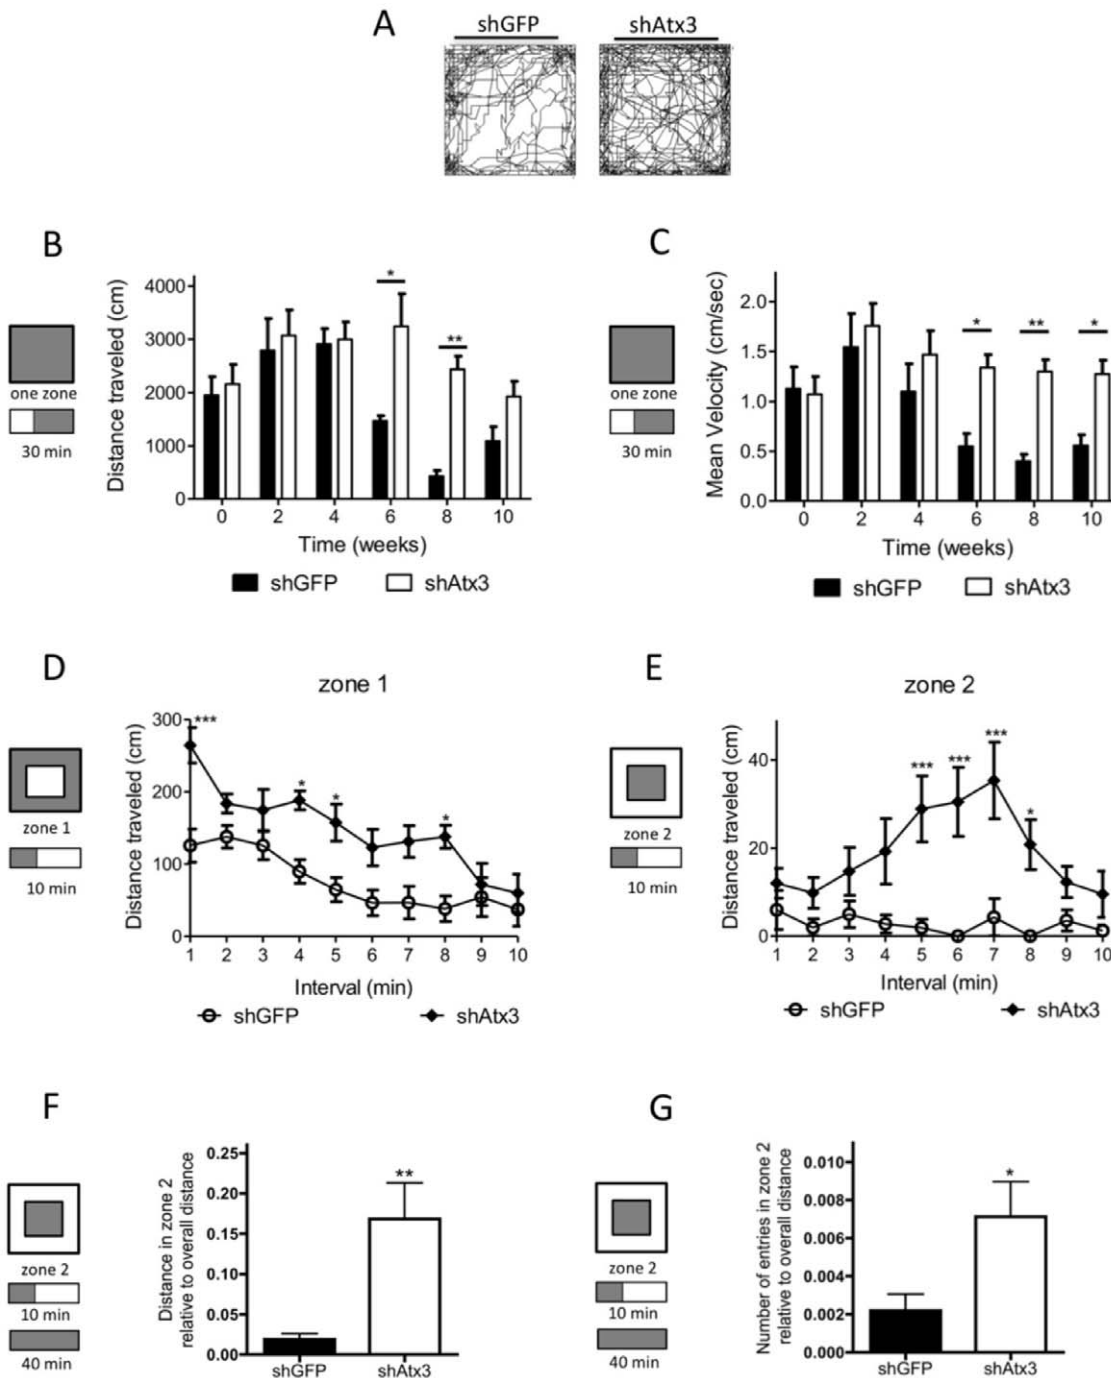 A
shGFP
shAtx3
B
Distance traveled (cm)
4000
3000
2000
1000
0
*
**
0 2 4 6 8 10
Time (weeks)
shGFP shAtx3
one zone
30 min
C
Mean Velocity (cm/sec)
2.0
1.5
1.0
0.5
0.0
* ** *
0 2 4 6 8 10
Time (weeks)
shGFP shAtx3
one zone
30 min
D
zone 1
Distance traveled (cm)
300
200
100
0
***
* * *
1 2 3 4 5 6 7 8 9 10
Interval (min)
shGFP shAtx3
zone 1
10 min
E
zone 2
Distance traveled (cm)
40
20
0
*** *** *** *
1 2 3 4 5 6 7 8 9 10
Interval (min)
shGFP shAtx3
zone 2
10 min
F
Distance in zone 2
relative to overall distance
0.25
0.20
0.15
0.10
0.05
0.00
**
shGFP shAtx3
zone 2
10 min
40 min
G
Number of entries in zone 2
relative to overall distance
0.010
0.008
0.006
0.004
0.002
0.000
*
shGFP shAtx3
zone 2
10 min
40 min